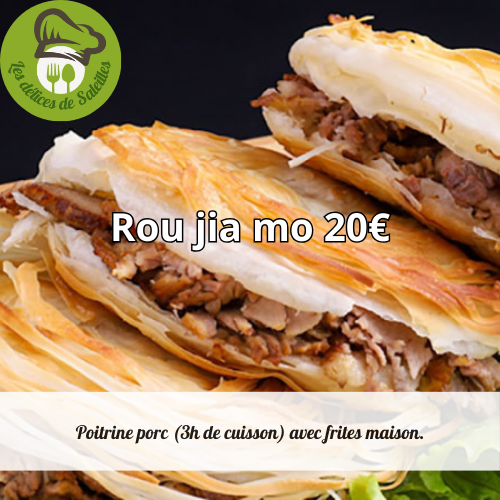 Les délices de Saleilles
Rou jia mo 20€
Poitrine porc (3h de cuisson) avec frites maison.